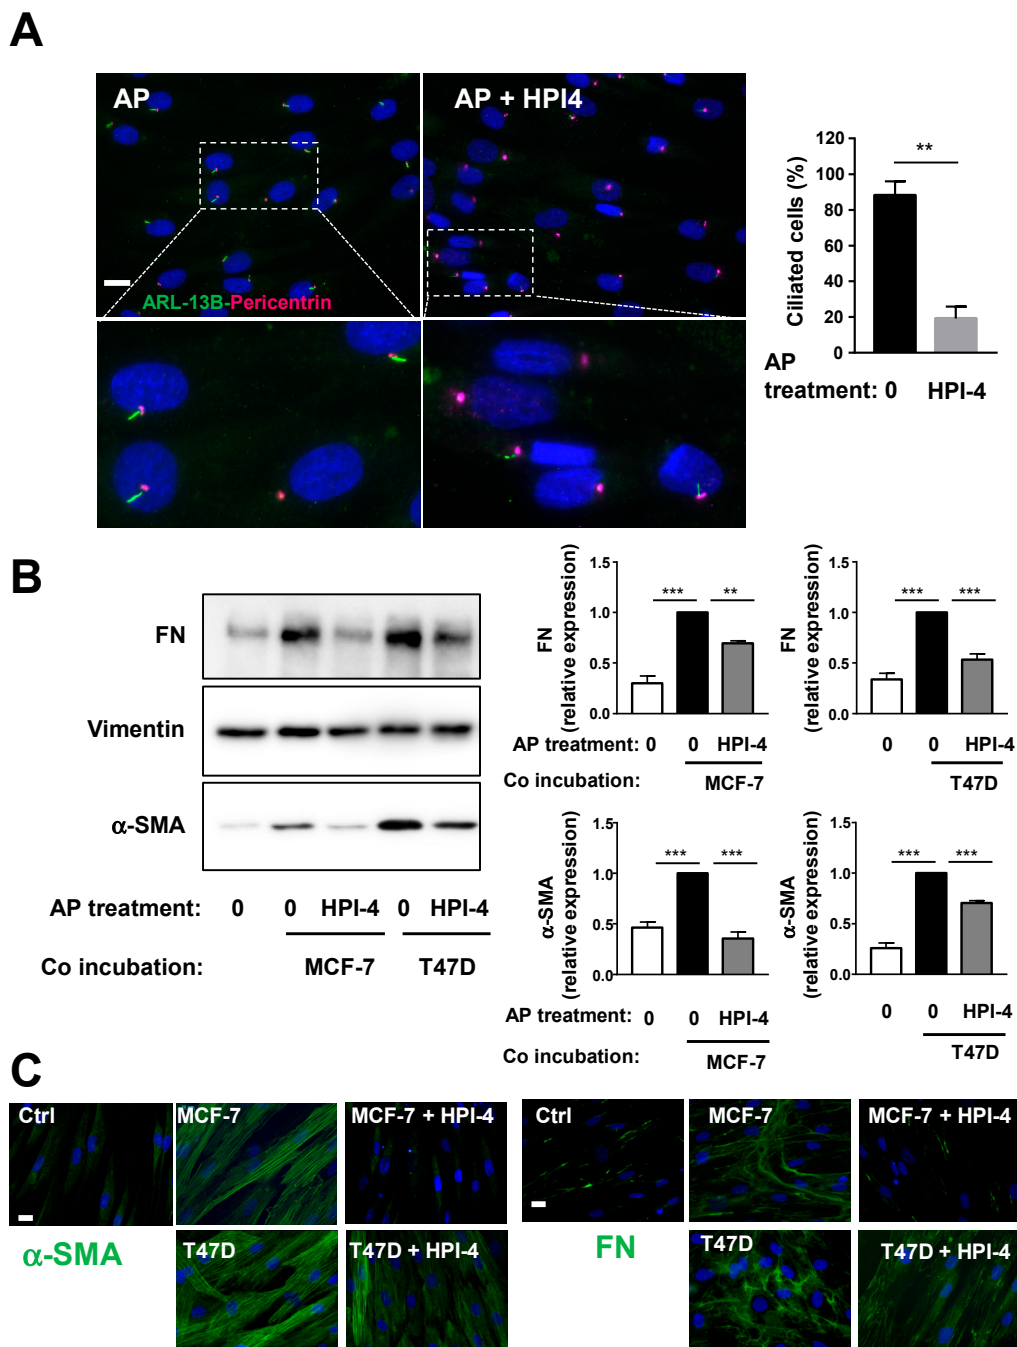 A
AP
AP + HPI4
ARL-13B-Pericentrin
Ciliated cells (%)
120
100
80
60
40
20
0
**
AP
treatment: 0 HPI-4
B
FN
Vimentin
α-SMA
AP treatment: 0 0 HPI-4 0 HPI-4
Co incubation: MCF-7 T47D
FN
(relative expression)
1.5
1.0
0.5
0.0
*** **
AP treatment: 0 0 HPI-4
Co incubation: MCF-7
FN
(relative expression)
1.5
1.0
0.5
0.0
*** ***
0 0 HPI-4
T47D
α-SMA
(relative expression)
1.5
1.0
0.5
0.0
*** ***
AP treatment: 0 0 HPI-4
Co incubation: MCF-7
α-SMA
(relative expression)
1.5
1.0
0.5
0.0
*** ***
0 0 HPI-4
T47D
C
Ctrl MCF-7 MCF-7 + HPI-4
α-SMA T47D T47D + HPI-4
Ctrl MCF-7 MCF-7 + HPI-4
FN T47D T47D + HPI-4